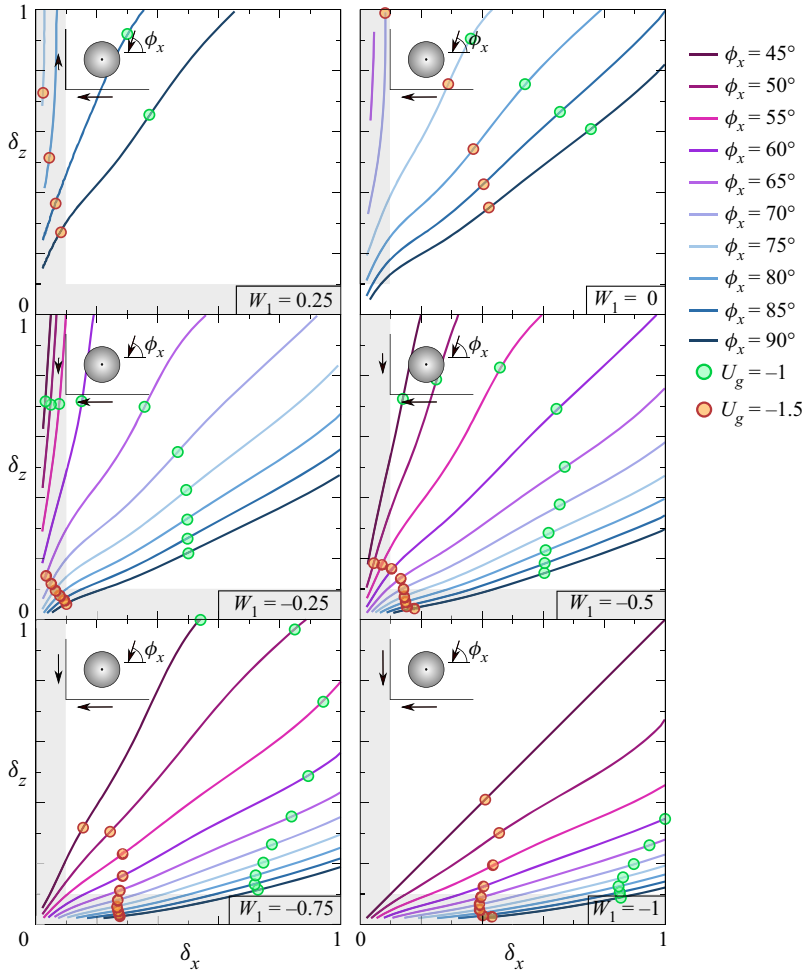 1
ϕx
ϕx
δz
0
W1 = 0.25
W1 = 0
1
ϕx
ϕx
δz
0
W1 = –0.25
W1 = –0.5
1
ϕx
ϕx
δz
0
W1 = –0.75
W1 = –1
0
1
0
1
δx
δx
ϕx = 45°
ϕx = 50°
ϕx = 55°
ϕx = 60°
ϕx = 65°
ϕx = 70°
ϕx = 75°
ϕx = 80°
ϕx = 85°
ϕx = 90°
Ug = –1
Ug = –1.5